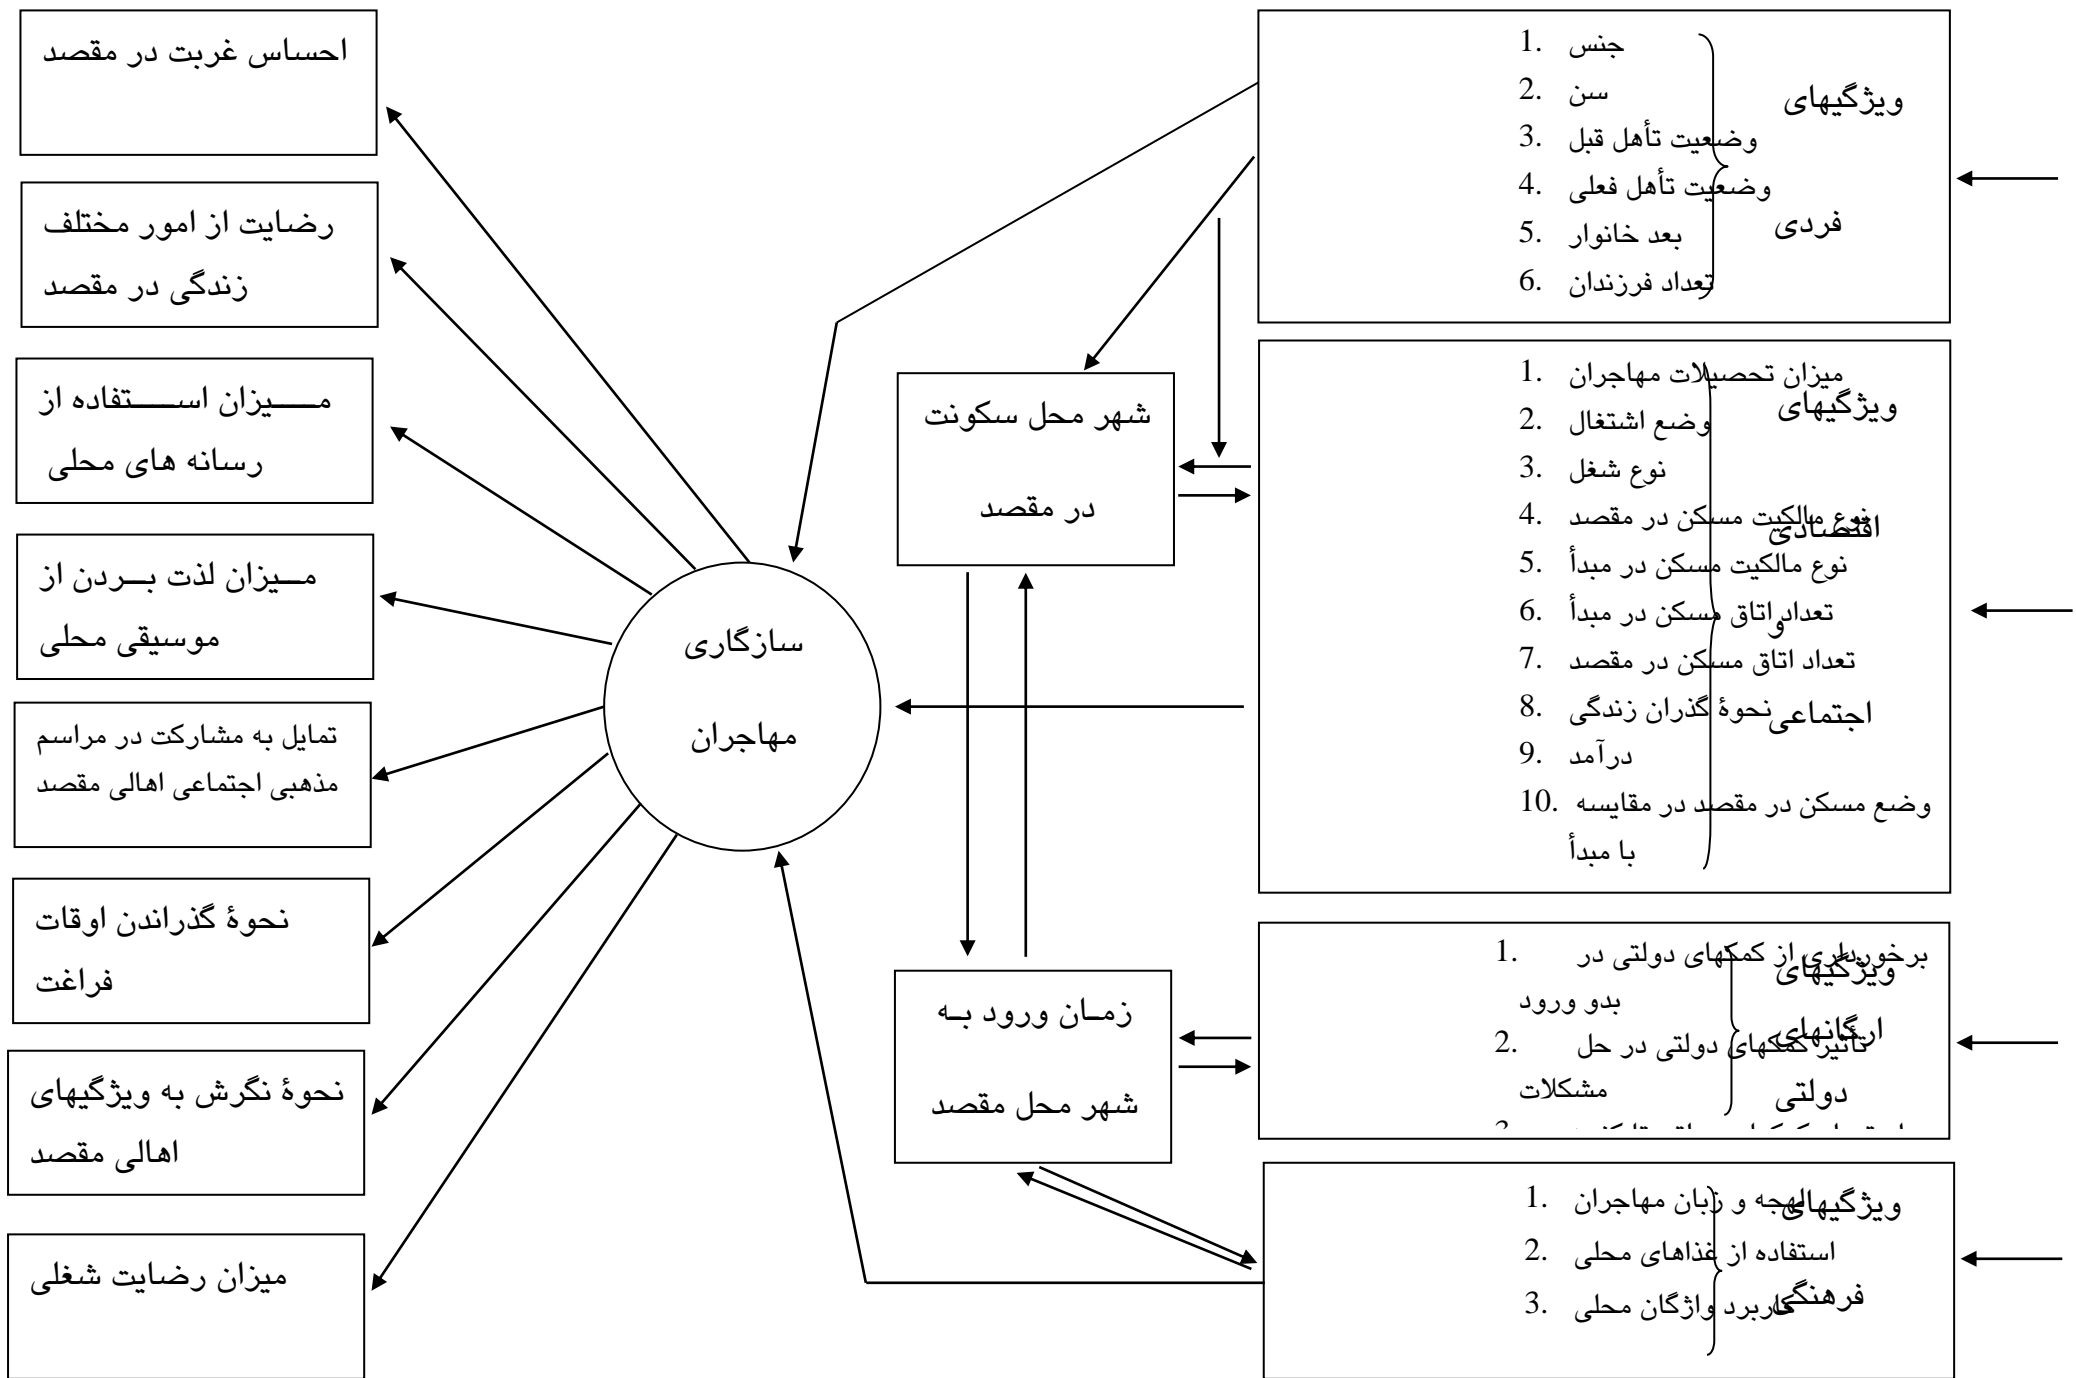 ویژگیهای
فردی
1. جنس
2. سن
3. وضعیت تأهل قبل
4. وضعیت تأهل فعلی
5. بعد خانوار
6. تعداد فرزندان
ویژگیهای
اقتصادی
و
اجتماعی
1. میزان تحصیلات مهاجران
2. وضع اشتغال
3. نوع شغل
4. نوع مالکیت مسکن در مقصد
5. نوع مالکیت مسکن در مبدأ
6. تعداد اتاق مسکن در مبدأ
7. تعداد اتاق مسکن در مقصد
8. نحوۀ گذران زندگی
9. درآمد
10. وضع مسکن در مقصد در مقایسه
با مبدأ
ویژگیهای
ارگانهای
دولتی
1. برخورداری از کمکهای دولتی در
بدو ورود
2. تأثیر کمکهای دولتی در حل
مشکلات
3.
ویژگیهای
فرهنگی
1. لهجه و زبان مهاجران
2. استفاده از غذاهای محلی
3. کاربرد واژگان محلی
شهر محل سکونت
در مقصد
زمان ورود به
شهر محل مقصد
سازگاری
مهاجران
احساس غربت در مقصد
رضایت از امور مختلف
زندگی در مقصد
میزان استفاده از
رسانه های محلی
میزان لذت بردن از
موسیقی محلی
تمایل به مشارکت در مراسم
مذهبی اجتماعی اهالی مقصد
نحوۀ گذراندن اوقات
فراغت
نحوۀ نگرش به ویژگیهای
اهالی مقصد
میزان رضایت شغلی